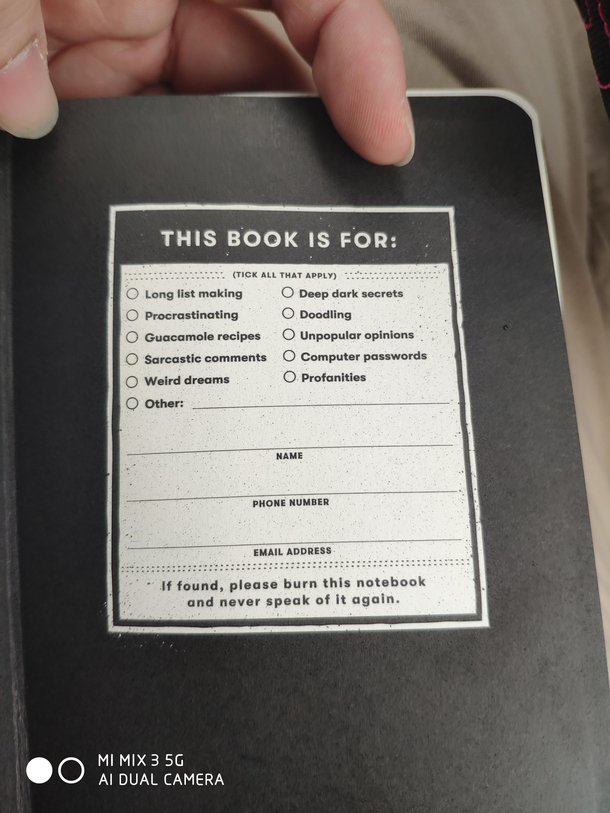 THIS BOOK IS FOR:
(TICK ALL THAT APPLY)
Long list making
Procrastinating
Guacamole recipes
Sarcastic comments
Weird dreams
Deep dark secrets
Doodling
Unpopular opinions
Computer passwords
Profanities
Other:
NAME
PHONE NUMBER
EMAIL ADDRESS
If found, please burn this notebook
and never speak of it again.
MI MIX 3 5G
AI DUAL CAMERA